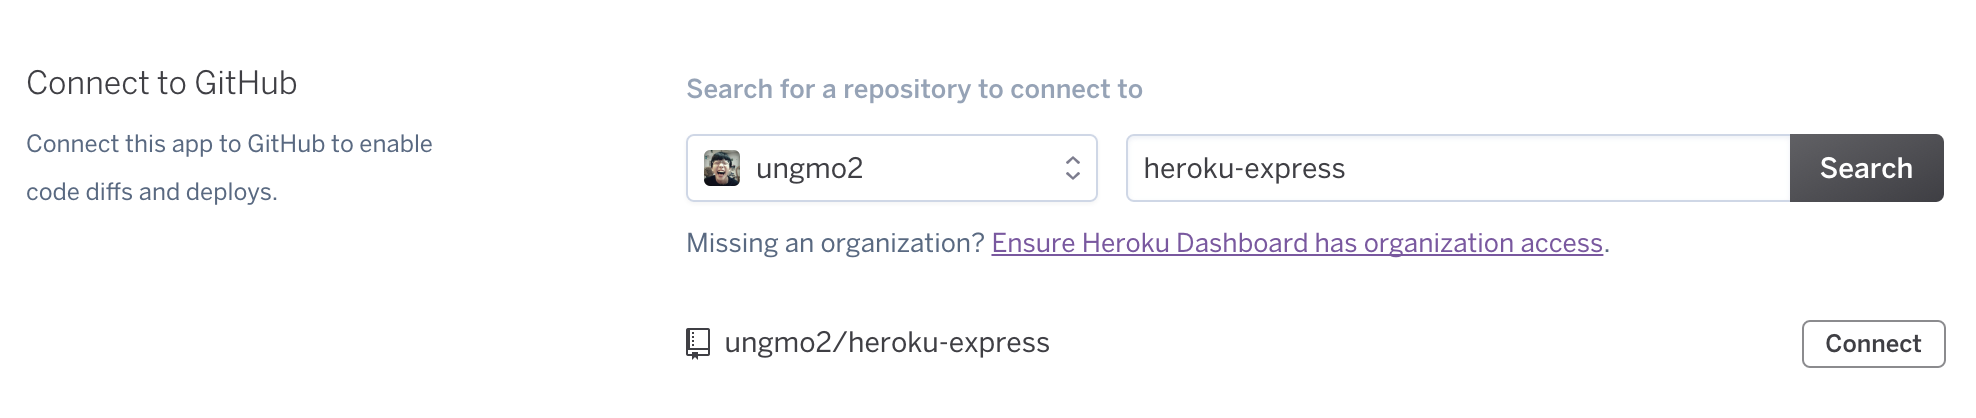 Connect to GitHub
Connect this app to GitHub to enable
code diffs and deploys.
Search for a repository to connect to
ungmo2
heroku-express
Search
Missing an organization? Ensure Heroku Dashboard has organization access.
ungmo2/heroku-express
Connect